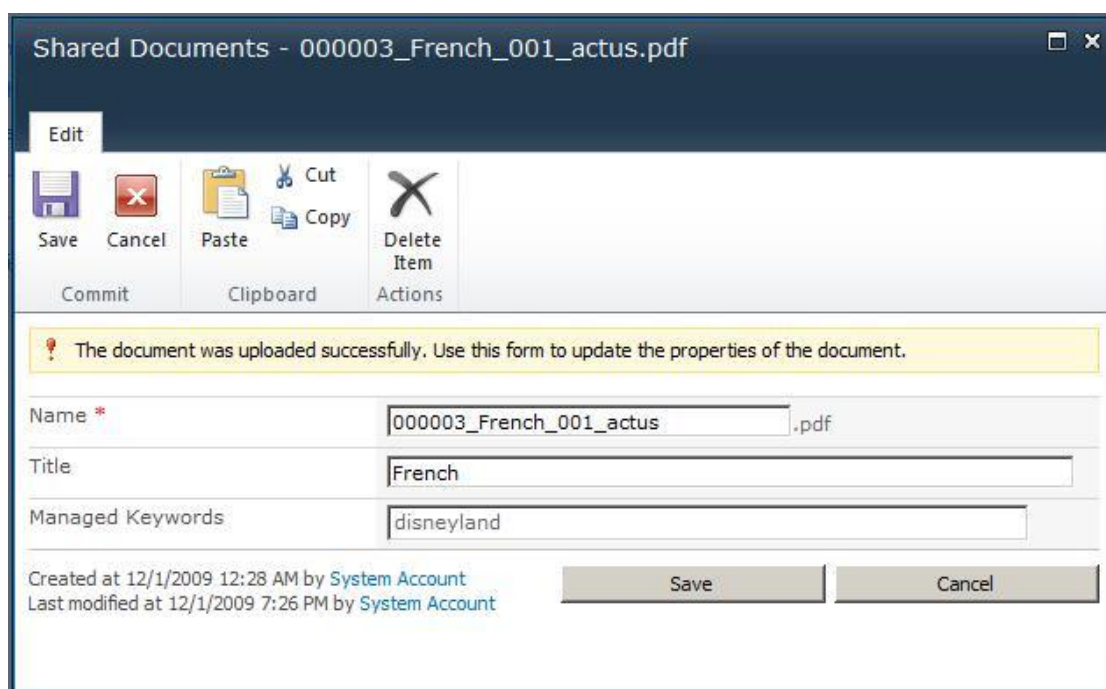 Shared Documents - 000003_French_001_actus.pdf
Edit
Save
Cancel
Paste
Cut
Copy
Delete
Item
Commit
Clipboard
Actions
The document was uploaded successfully. Use this form to update the properties of the document.
Name *
000003_French_001_actus .pdf
Title
French
Managed Keywords
disneyland
Created at 12/1/2009 12:28 AM by System Account
Last modified at 12/1/2009 7:26 PM by System Account
Save
Cancel